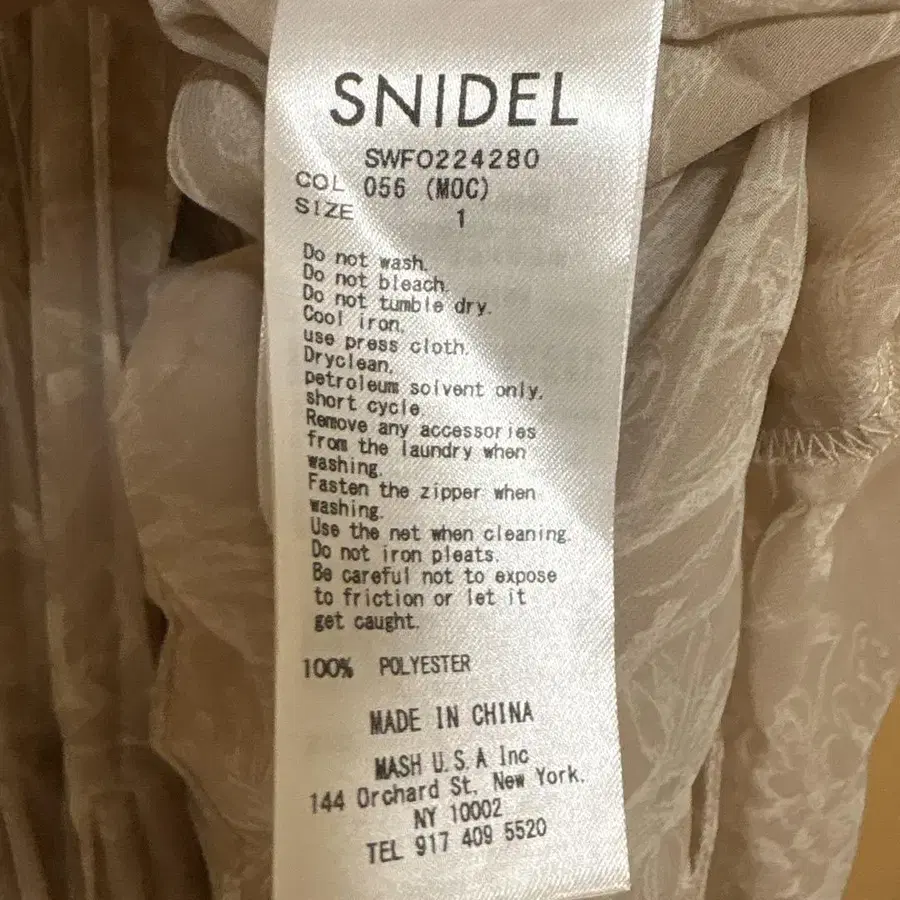 SNIDEL
SWFO224280
COL 056 (MOC)
SIZE 1
Do not wash.
Do not bleach.
Do not tumble dry.
Cool iron.
use press cloth.
Dryclean.
petroleum solvent only.
short cycle.
Remove any accessories
from the laundry when
washing.
Fasten the zipper when
washing.
Use the net when cleaning.
Do not iron pleats.
Be careful not to expose
to friction or let it
get caught.
100% POLYESTER
MADE IN CHINA
MASH U.S.A Inc
144 Orchard St, New York.
NY 10002
TEL 917 409 5520